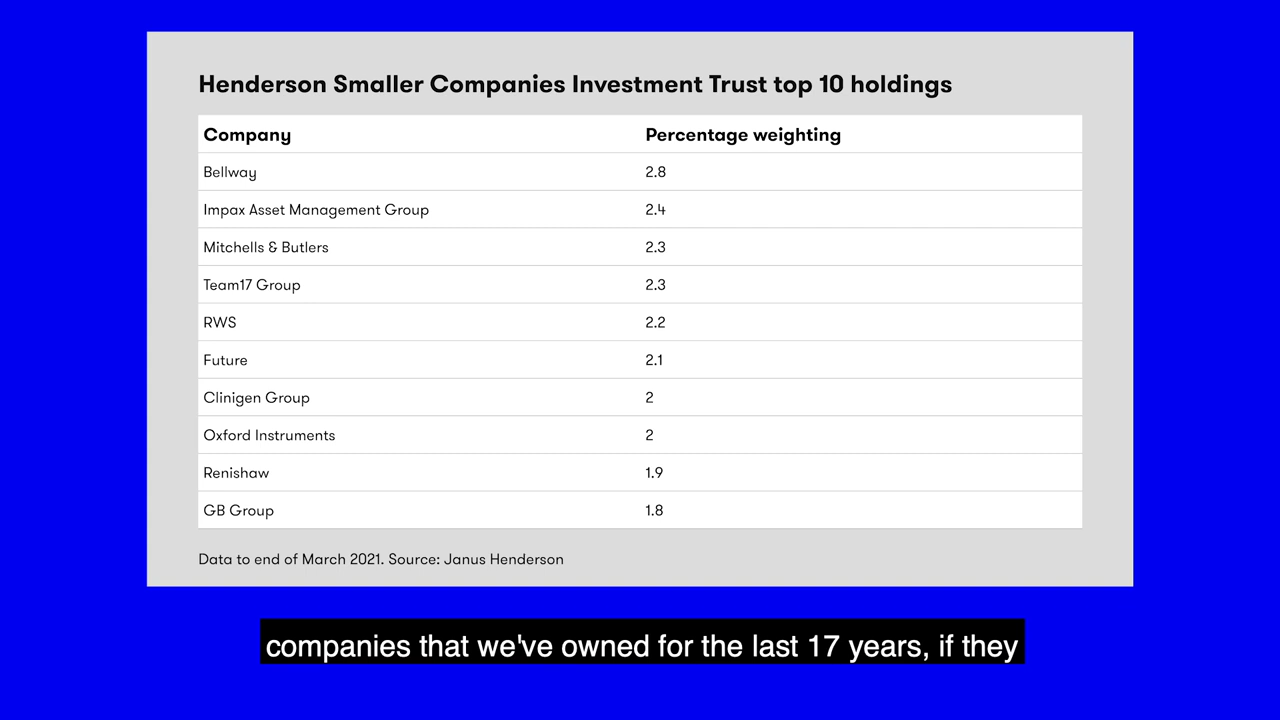 Henderson Smaller Companies Investment Trust top 10 holdings
Company Percentage weighting
Bellway 2.8
Impax Asset Management Group 2.4
Mitchells & Butlers 2.3
Team17 Group 2.3
RWS 2.2
Future 2.1
Clinigen Group 2
Oxford Instruments 2
Renishaw 1.9
GB Group 1.8
Data to end of March 2021. Source: Janus Henderson
companies that we've owned for the last 17 years, if they